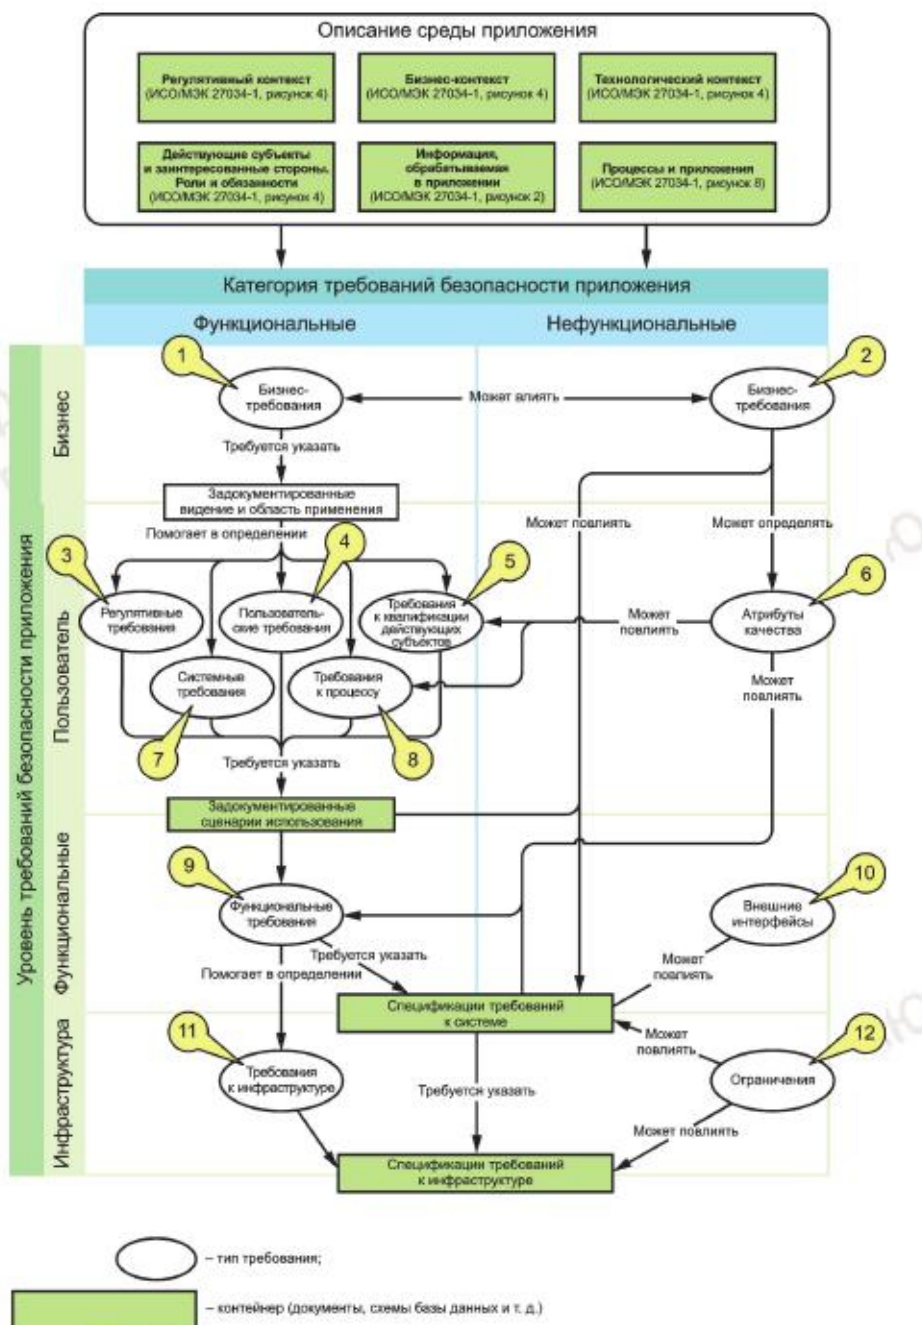 Описание среды приложения
Регулятивный контекст
(ИСО/МЭК 27034-1, рисунок 4)
Бизнес-контекст
(ИСО/МЭК 27034-1, рисунок 4)
Технологический контекст
(ИСО/МЭК 27034-1, рисунок 4)
Действующие субъекты
и заинтересованные стороны.
Роли и обязанности
(ИСО/МЭК 27034-1, рисунок 4)
Информация,
обрабатываемая
в приложении
(ИСО/МЭК 27034-1, рисунок 2)
Процессы и приложения
(ИСО/МЭК 27034-1, рисунок 8)
Категория требований безопасности приложения
Функциональные
Нефункциональные
Уровень требований безопасности приложения
Бизнес
1
Бизнес-
требования
Может влиять
2
Бизнес-
требования
Требуется указать
Задокументированные
видение и область применения
Пользователь
Помогает в определении
Может повлиять
Может определять
3
Регулятивные
требования
4
Пользователь-
ские требования
5
Требования
к квалификации
действующих
субъектов
Может
повлиять
6
Атрибуты
качества
Может
повлиять
7
Системные
требования
8
Требования
к процессу
Требуется указать
Задокументированные
сценарии использования
Функциональные
9
Функциональные
требования
10
Внешние
интерфейсы
Требуется указать
Помогает в определении
Может
повлиять
Спецификации требований
к системе
Инфраструктура
11
Требования
к инфраструктуре
Может
повлиять
12
Ограничения
Требуется указать
Может повлиять
Спецификации требований
к инфраструктуре
– тип требования;
– контейнер (документы, схемы базы данных и т. д.)